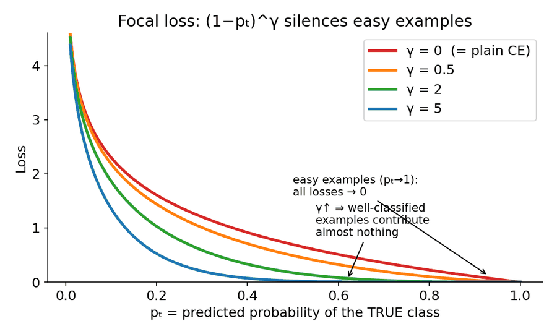 Focal loss: (1−pₜ)^γ silences easy examples
γ = 0 (= plain CE)
γ = 0.5
γ = 2
γ = 5
easy examples (pₜ→1):
all losses → 0
γ↑ ⇒ well-classified
examples contribute
almost nothing
Loss
4
3
2
1
0
0.0 0.2 0.4 0.6 0.8 1.0
pₜ = predicted probability of the TRUE class